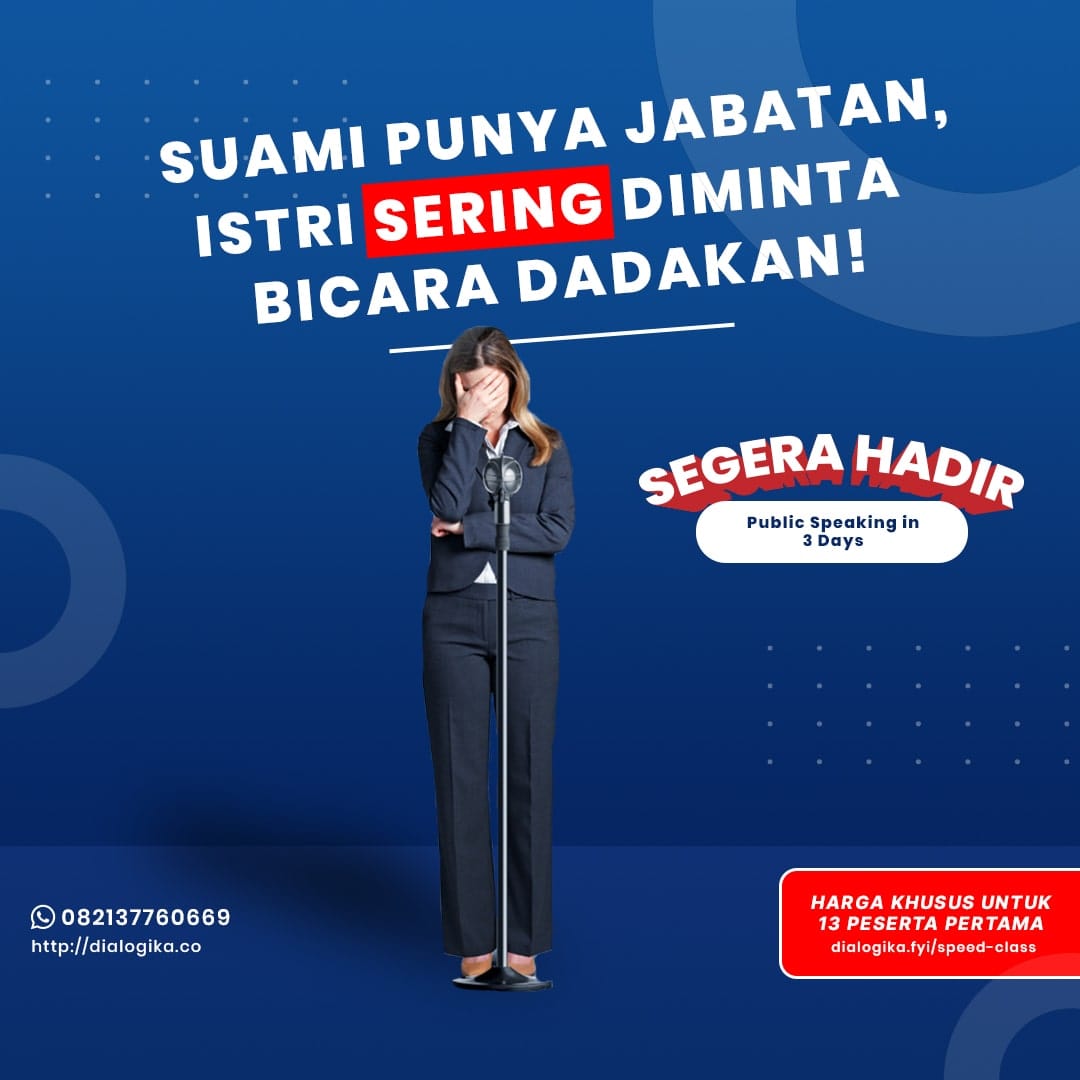 SUAMI PUNYA JABATAN,
ISTRI SERING DIMINTA
BICARA DADAKAN!
SEGERA HADIR
Public Speaking in
3 Days
082137760669
http://dialogika.co
HARGA KHUSUS UNTUK
13 PESERTA PERTAMA
dialogika.fyi/speed-class